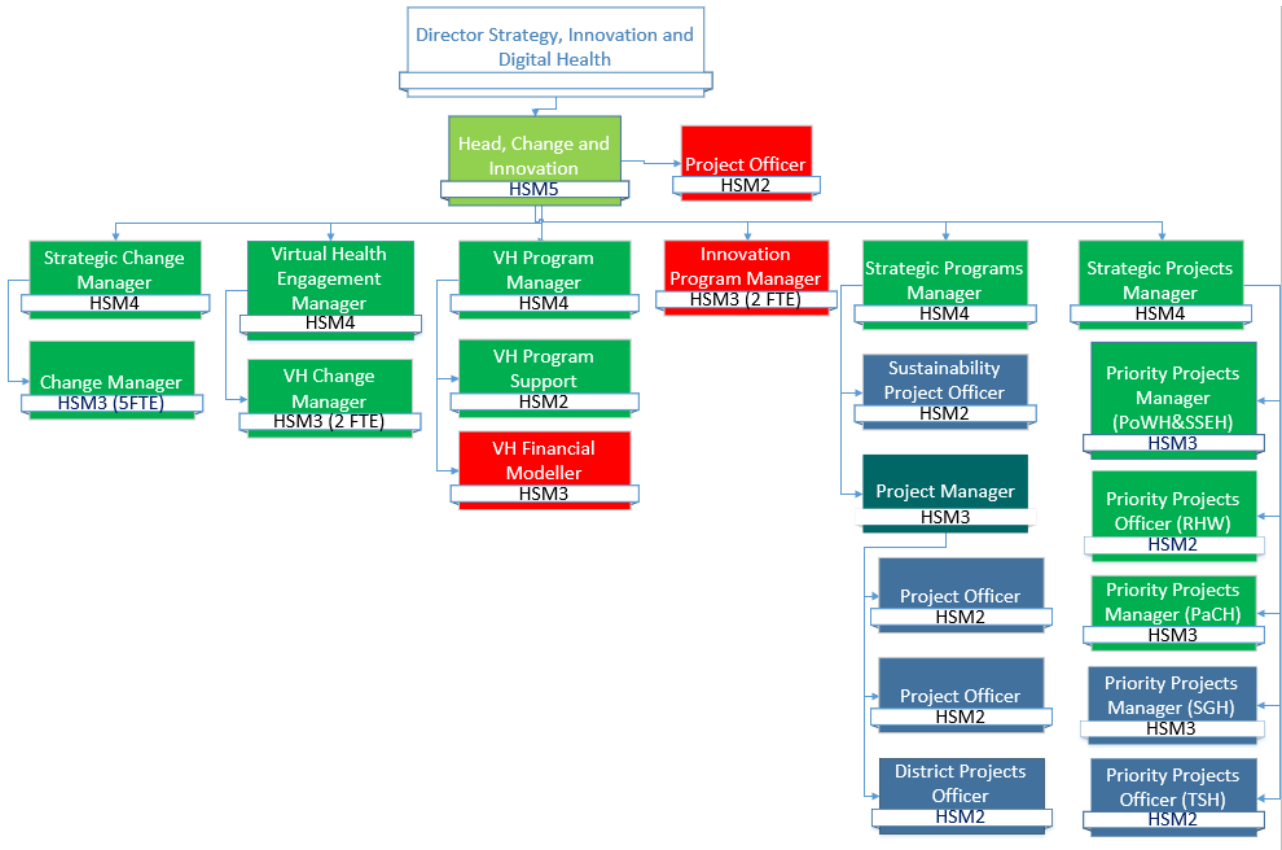 Director Strategy, Innovation and
Digital Health
Head, Change and
Innovation
HSM5
Project Officer
HSM2
Strategic Change
Manager
HSM4
Virtual Health
Engagement
Manager
HSM4
VH Program
Manager
HSM4
Innovation
Program Manager
HSM3 (2 FTE)
Strategic Programs
Manager
HSM4
Strategic Projects
Manager
HSM4
Change Manager
HSM3 (5FTE)
VH Change
Manager
HSM3 (2 FTE)
VH Program
Support
HSM2
VH Financial
Modeller
HSM3
Sustainability
Project Officer
HSM2
Project Manager
HSM3
Project Officer
HSM2
Project Officer
HSM2
District Projects
Officer
HSM2
Priority Projects
Manager
(PoWH&SSEH)
HSM3
Priority Projects
Officer (RHW)
HSM2
Priority Projects
Manager (PaCH)
HSM3
Priority Projects
Manager (SGH)
HSM3
Priority Projects
Officer (TSH)
HSM2